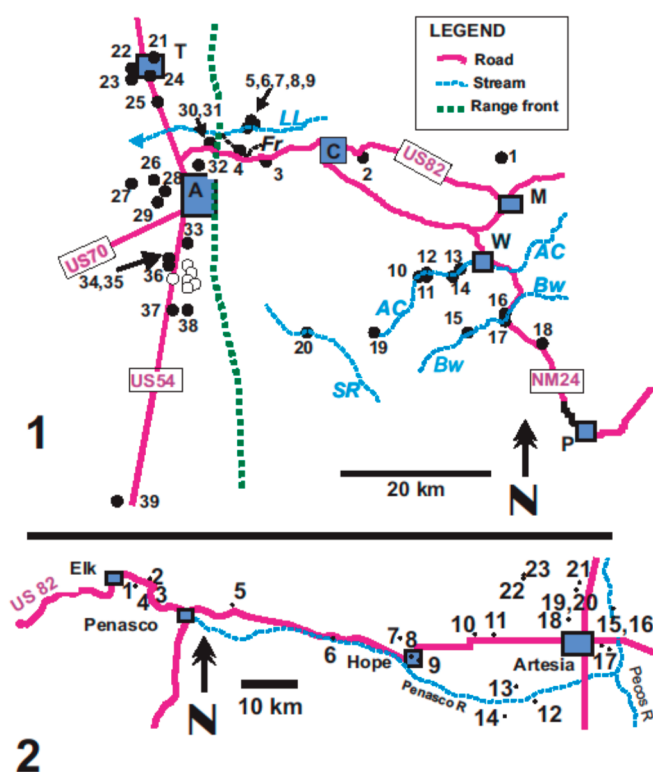 LEGEND
Road
Stream
Range front
21
22
T
23
24
25
5,6,7,8,9
30,31
LL
Fr
C
US82
1
32
4
3
2
26
27
28
A
29
M
33
US70
W
AC
34,35
36
10
12
13
11
14
AC
Bw
16
37
38
20
19
15
17
18
Bw
SR
US54
NM24
P
1
39
20 km
N
Elk
US 82
1
2
3
4
Penasco
5
23
22
21
19,20
18
15,16
10
11
7
8
6
Hope
9
Artesia
17
N
10 km
Penasco R
13
14
12
Pecos R
2